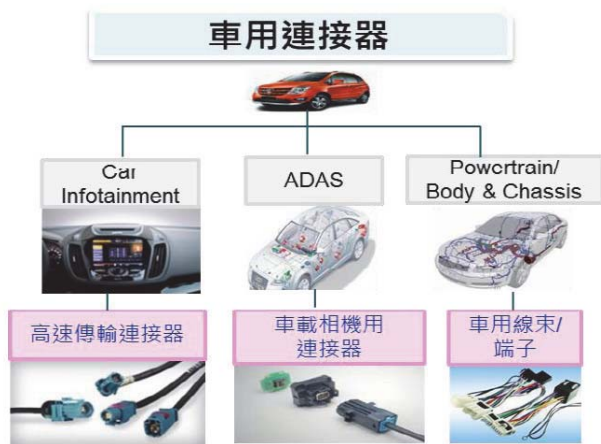 車用連接器
Car
Infotainment
ADAS
Powertrain/
Body & Chassis
高速傳輸連接器
車載相機用
連接器
車用線束/
端子